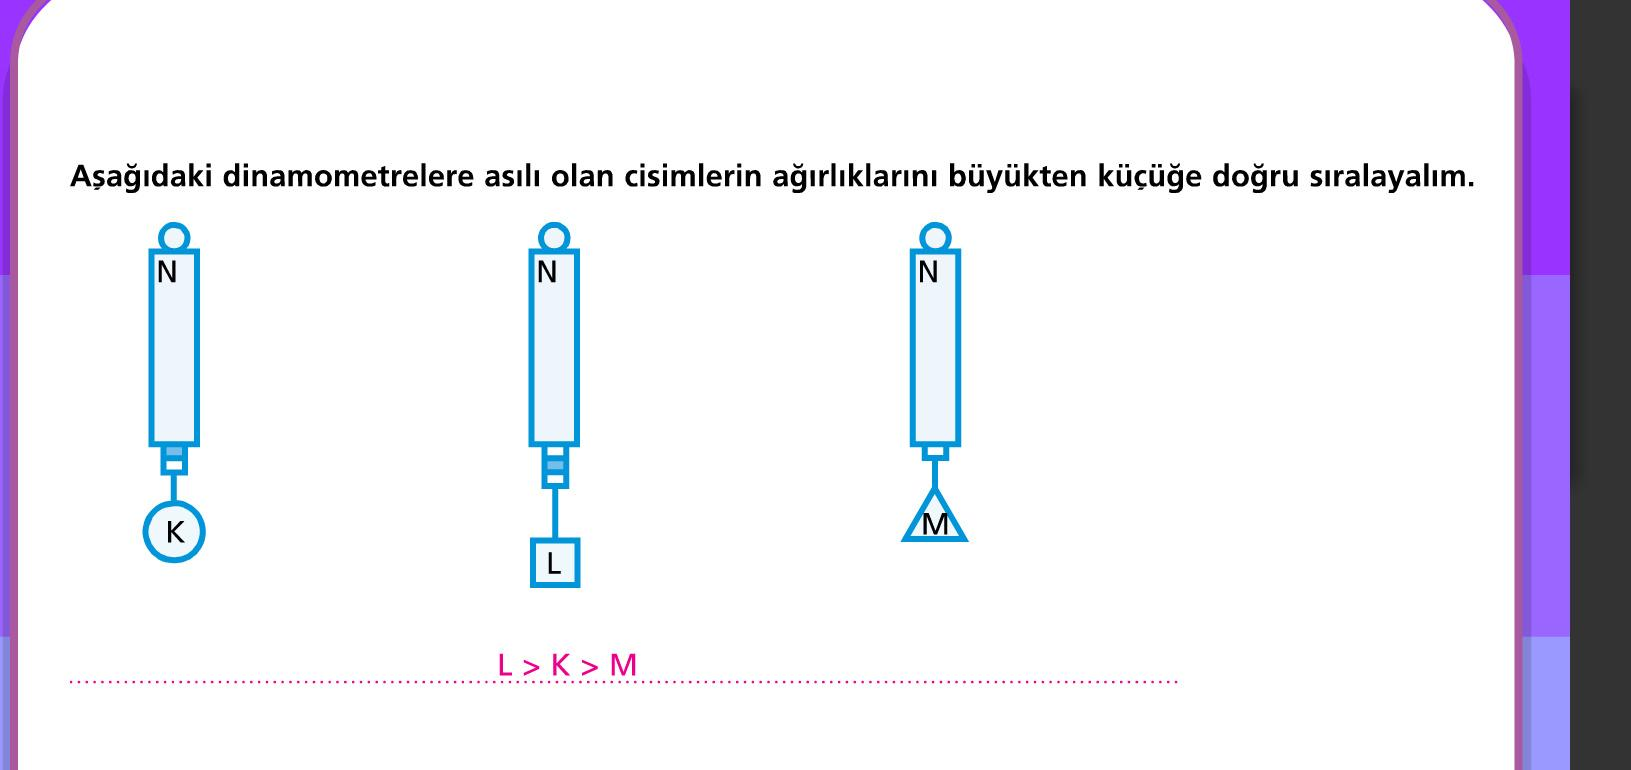 Aşağıdaki dinamometrelere asılı olan cisimlerin ağırlıklarını büyükten küçüğe doğru sıralayalım.
N N N
K L M
L > K > M